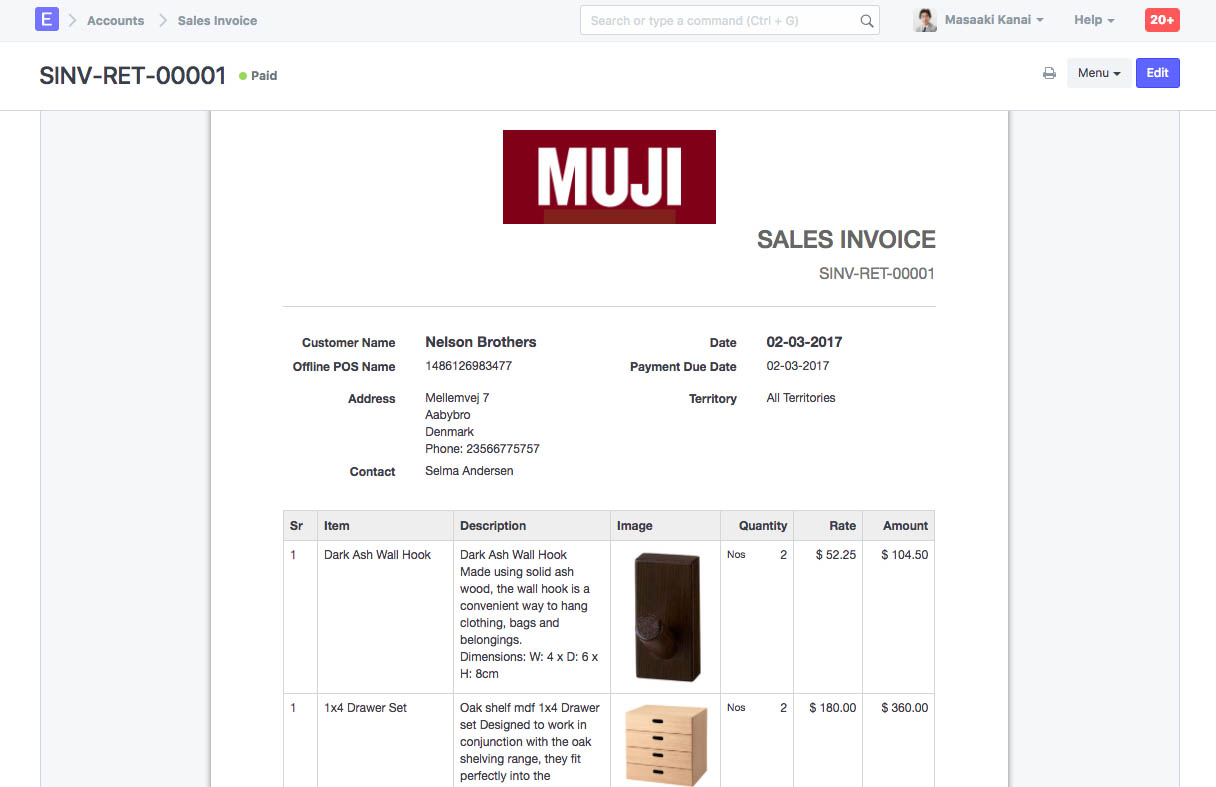 E Accounts Sales Invoice Search or type a command (Ctrl + G) Masaaki Kanai Help 20+
SINV-RET-00001 Paid Menu Edit
MUJI
SALES INVOICE
SINV-RET-00001
Customer Name Nelson Brothers Date 02-03-2017
Offline POS Name 1486126983477 Payment Due Date 02-03-2017
Address Mellemvej 7 Territory All Territories
Aabybro
Denmark
Phone: 23566775757
Contact Selma Andersen
Sr Item Description Image Quantity Rate Amount
1 Dark Ash Wall Hook Dark Ash Wall Hook Nos 2 $ 52.25 $ 104.50
Made using solid ash
wood, the wall hook is a
convenient way to hang
clothing, bags and
belongings.
Dimensions: W: 4 x D: 6 x
H: 8cm
1 1x4 Drawer Set Oak shelf mdf 1x4 Drawer Nos 2 $ 180.00 $ 360.00
set Designed to work in
conjunction with the oak
shelving range, they fit
perfectly into the